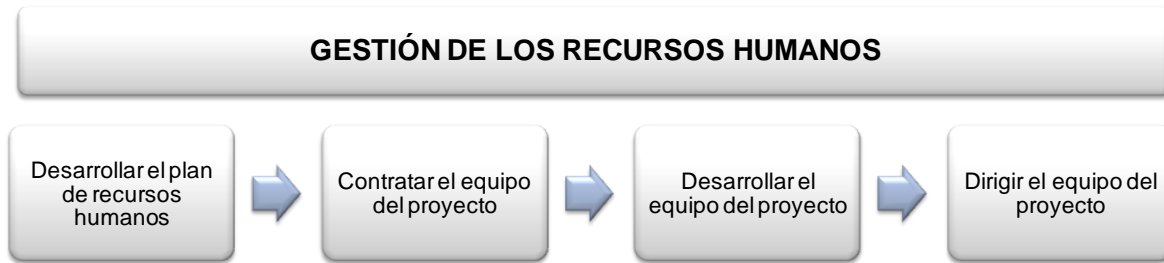 GESTIÓN DE LOS RECURSOS HUMANOS
Desarrollar el plan
de recursos
humanos
Contratar el equipo
del proyecto
Desarrollar el
equipo del proyecto
Dirigir el equipo del
proyecto